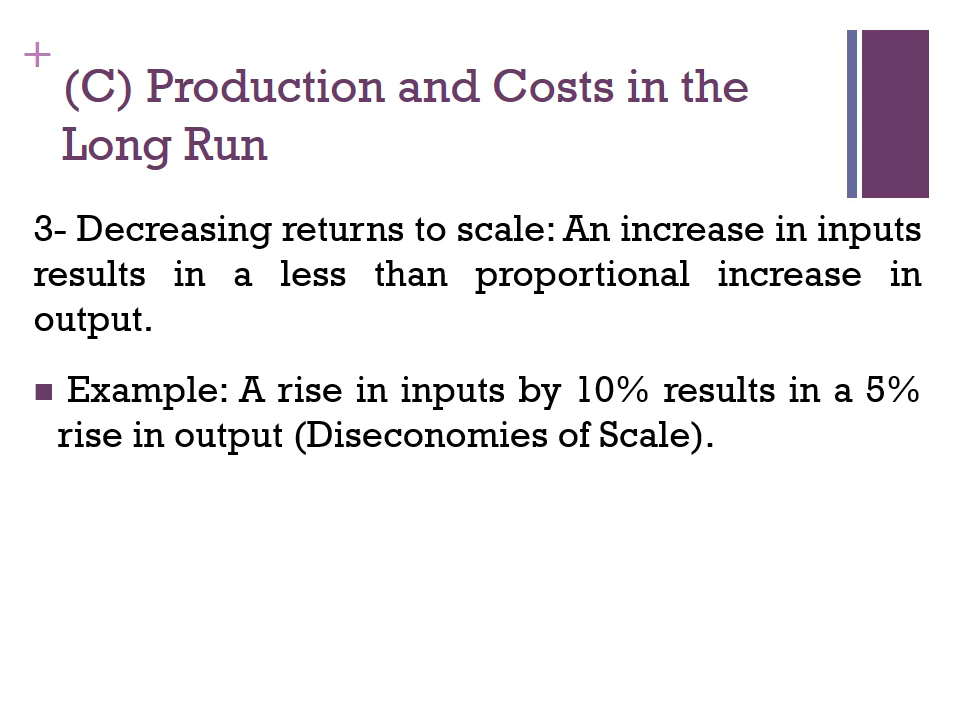 +
(C) Production and Costs in the
Long Run
3- Decreasing returns to scale: An increase in inputs
results in a less than proportional increase in
output.
■ Example: A rise in inputs by 10% results in a 5%
rise in output (Diseconomies of Scale).